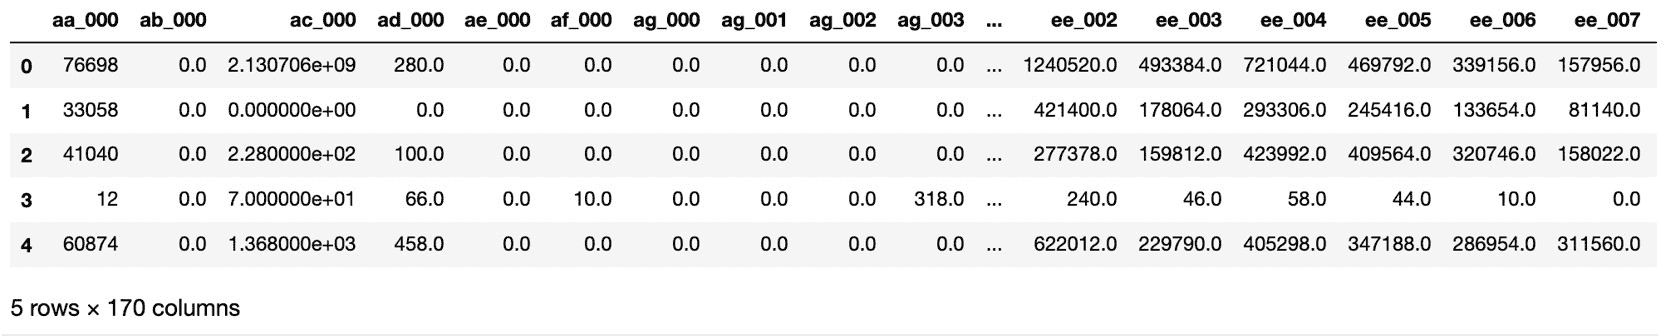 aa_000 ab_000 ac_000 ad_000 ae_000 af_000 ag_000 ag_001 ag_002 ag_003 ... ee_002 ee_003 ee_004 ee_005 ee_006 ee_007
0 76698 0.0 2.130706e+09 280.0 0.0 0.0 0.0 0.0 0.0 0.0 ... 1240520.0 493384.0 721044.0 469792.0 339156.0 157956.0
1 33058 0.0 0.000000e+00 0.0 0.0 0.0 0.0 0.0 0.0 0.0 ... 421400.0 178064.0 293306.0 245416.0 133654.0 81140.0
2 41040 0.0 2.280000e+02 100.0 0.0 0.0 0.0 0.0 0.0 0.0 ... 277378.0 159812.0 423992.0 409564.0 320746.0 158022.0
3 12 0.0 7.000000e+01 66.0 0.0 10.0 0.0 0.0 0.0 318.0 ... 240.0 46.0 58.0 44.0 10.0 0.0
4 60874 0.0 1.368000e+03 458.0 0.0 0.0 0.0 0.0 0.0 0.0 ... 622012.0 229790.0 405298.0 347188.0 286954.0 311560.0
5 rows × 170 columns